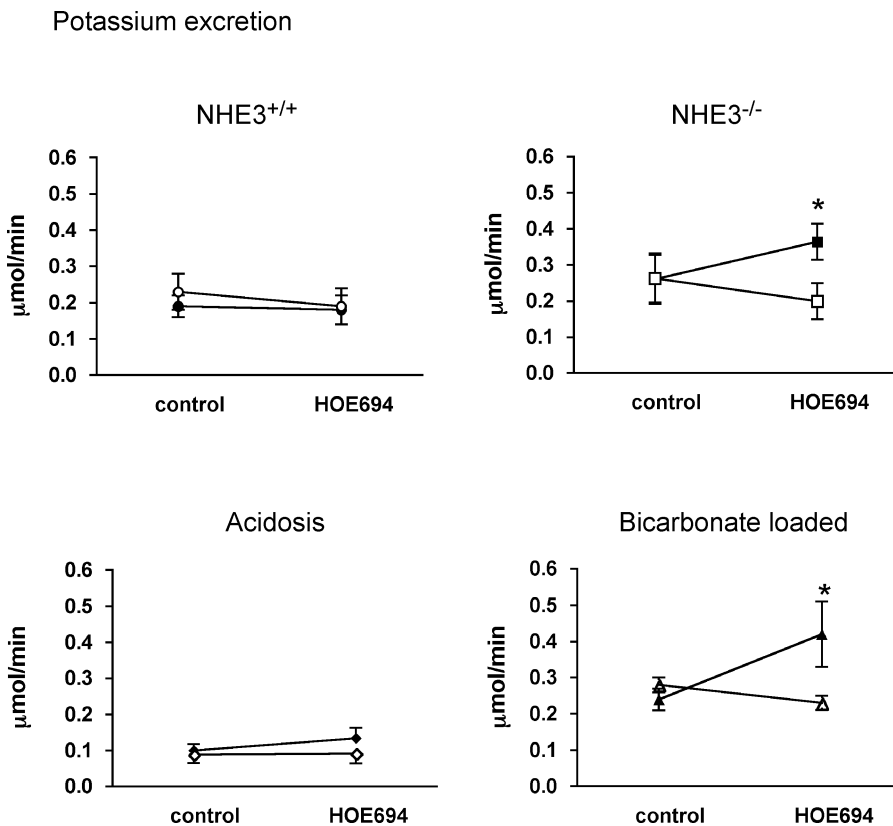 Potassium excretion
NHE3+/+
0.6
0.5
0.4
0.3
0.2
0.1
0.0
μmol/min
control HOE694
NHE3-/-
0.6
0.5
0.4
0.3
0.2
0.1
0.0
μmol/min
*
control HOE694
Acidosis
0.6
0.5
0.4
0.3
0.2
0.1
0.0
μmol/min
control HOE694
Bicarbonate loaded
0.6
0.5
0.4
0.3
0.2
0.1
0.0
μmol/min
*
control HOE694